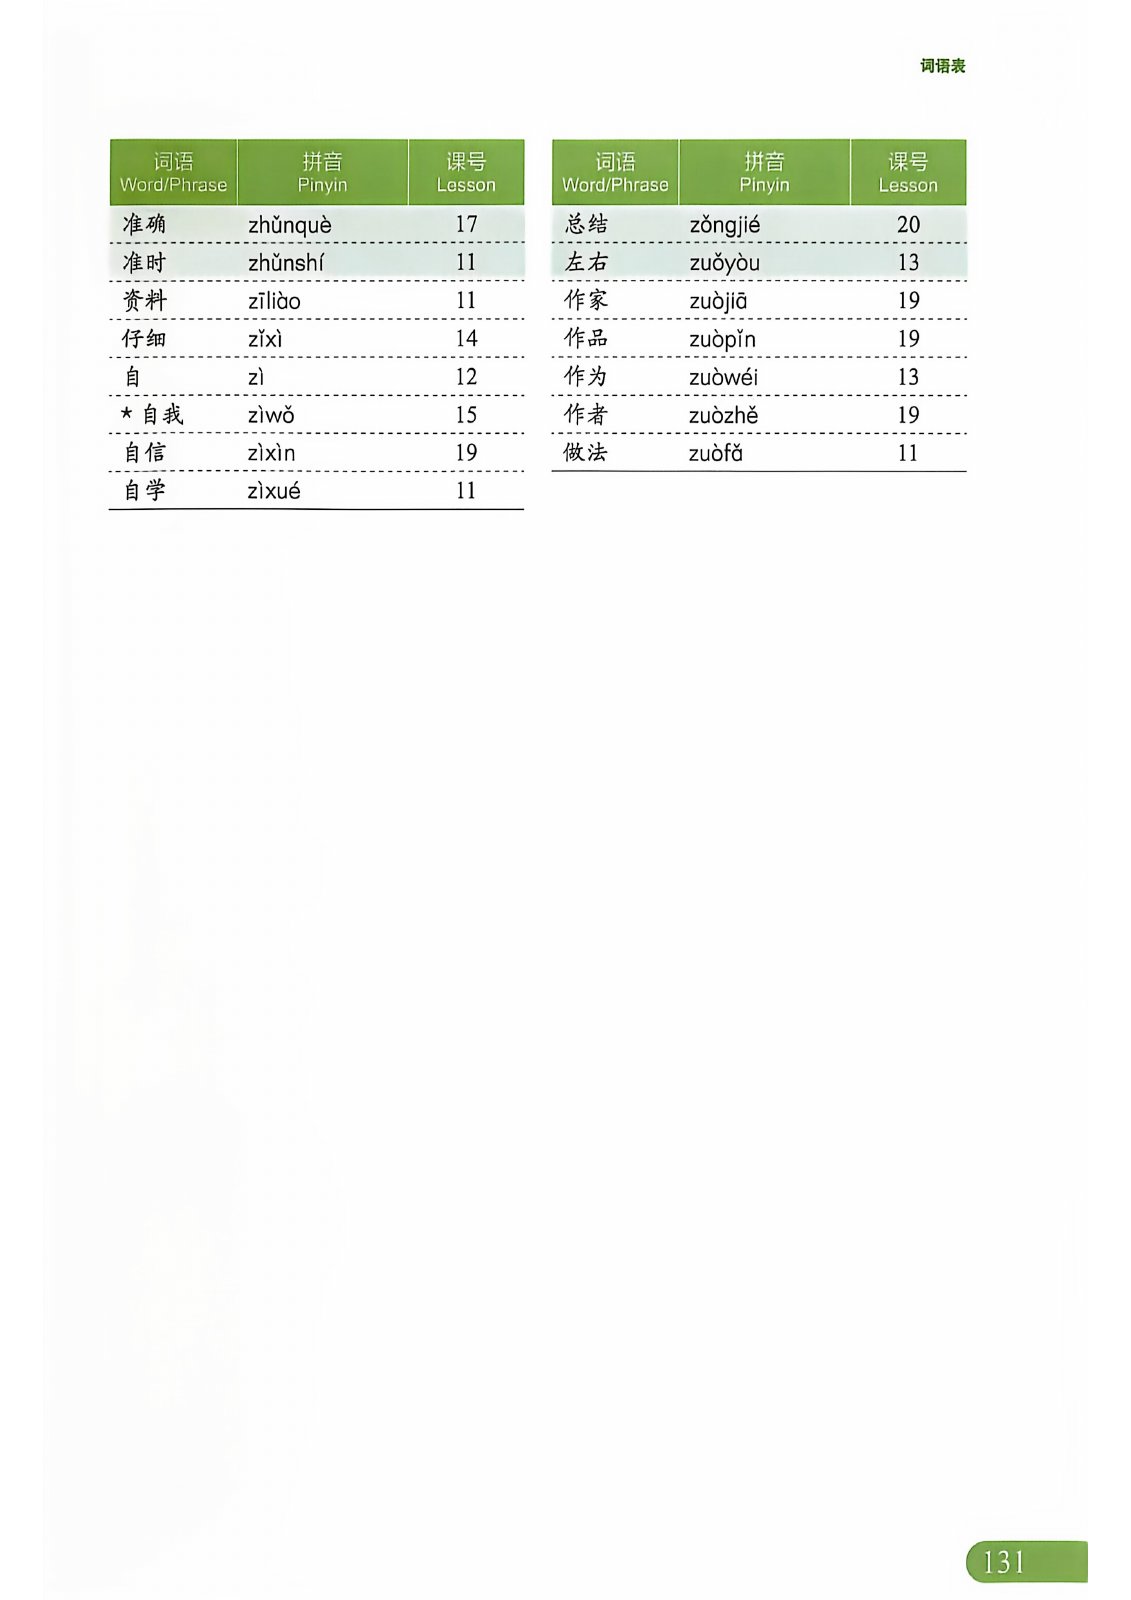 词语表
词语 拼音 课号
Word/Phrase Pinyin Lesson
准确 zhǔnquè 17
准时 zhǔnshí 11
资料 zīliào 11
仔细 zǐxì 14
自 zì 12
* 自我 zìwǒ 15
自信 zìxìn 19
自学 zìxué 11
词语 拼音 课号
Word/Phrase Pinyin Lesson
总结 zǒngjié 20
左右 zuǒyòu 13
作家 zuòjiā 19
作品 zuòpǐn 19
作为 zuòwéi 13
作者 zuòzhě 19
做法 zuòfǎ 11
131